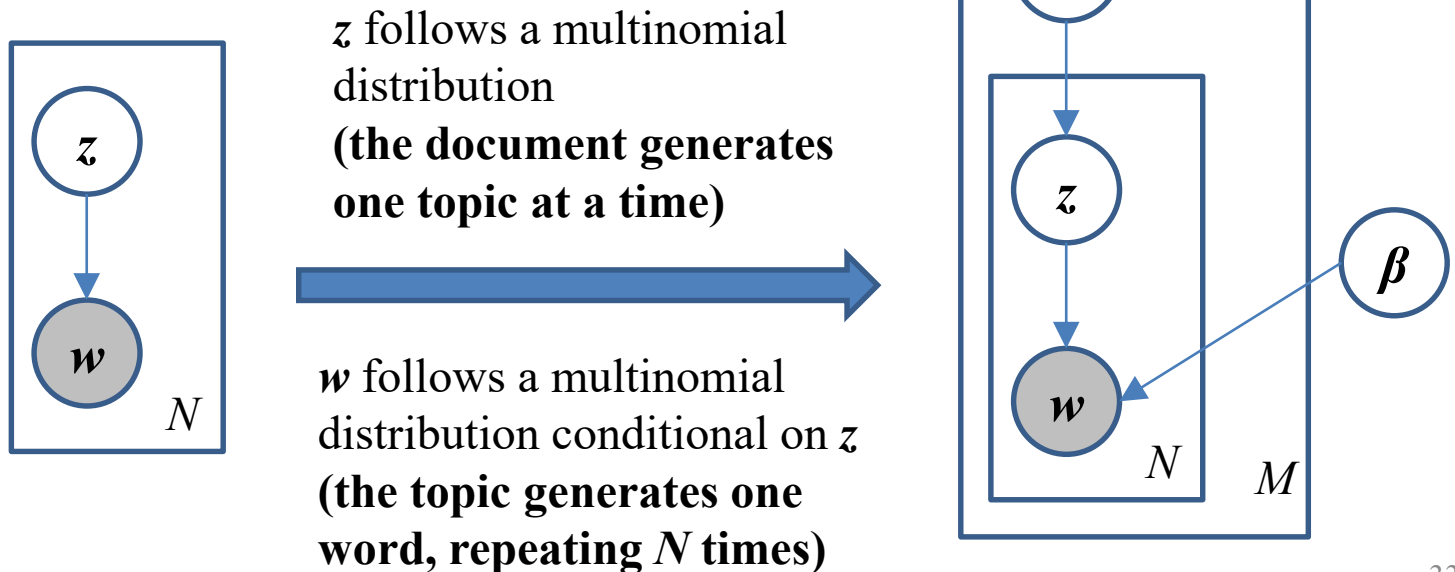 z
w
N
z follows a multinomial
distribution
(the document generates
one topic at a time)
w follows a multinomial
distribution conditional on z
(the topic generates one
word, repeating N times)
z
w
N
M
β